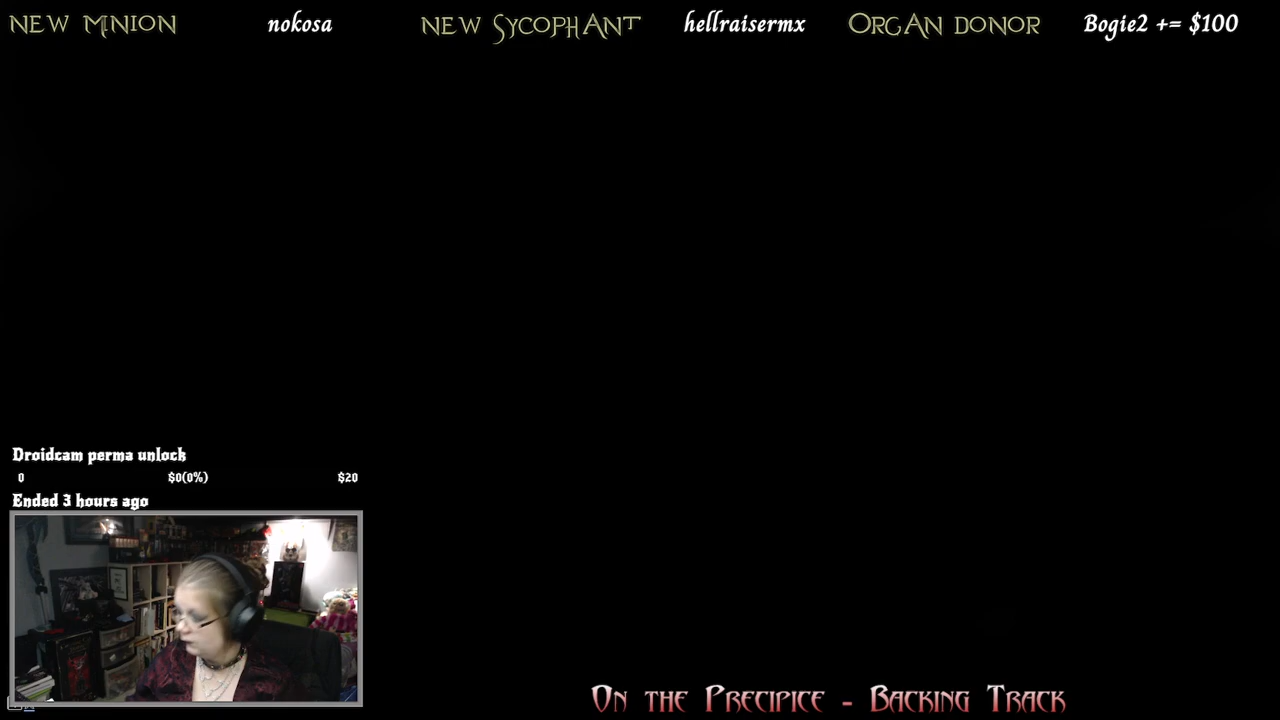 NEW MINION nokosa NEW SYCOPHANT hellraisermx ORGAN DONOR Bogie2 += $100
Droidcam perma unlock
0 $0(0%) $20
Ended 3 hours ago
ON THE PRECIPICE - BACKING TRACK